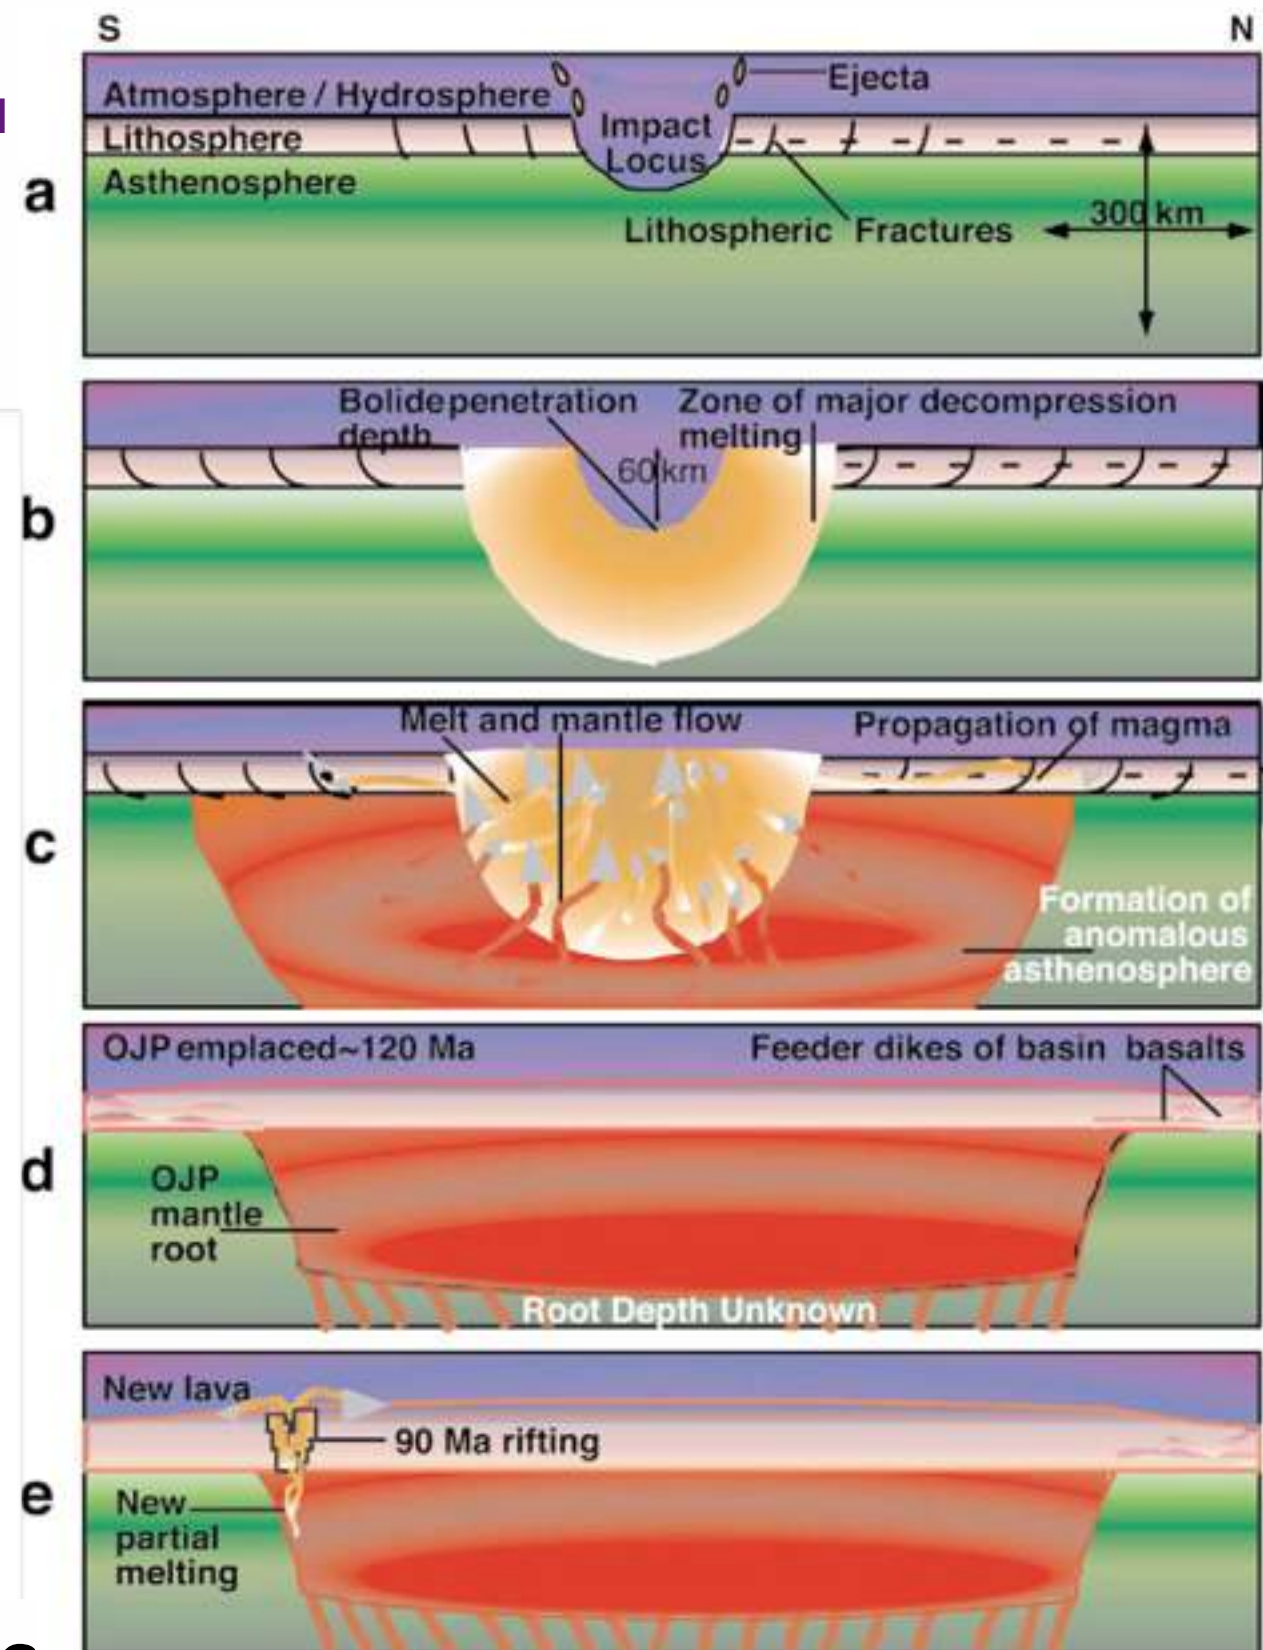 S
N
a
Atmosphere / Hydrosphere
Ejecta
Impact
Locus
Lithosphere
Asthenosphere
Lithospheric Fractures
300 km
b
Bolide penetration
depth
Zone of major decompression
melting
60 km
c
Melt and mantle flow
Propagation of magma
Formation of
anomalous
asthenosphere
d
OJP emplaced~120 Ma
Feeder dikes of basin basalts
OJP
mantle
root
Root Depth Unknown
e
New lava
90 Ma rifting
New
partial
melting